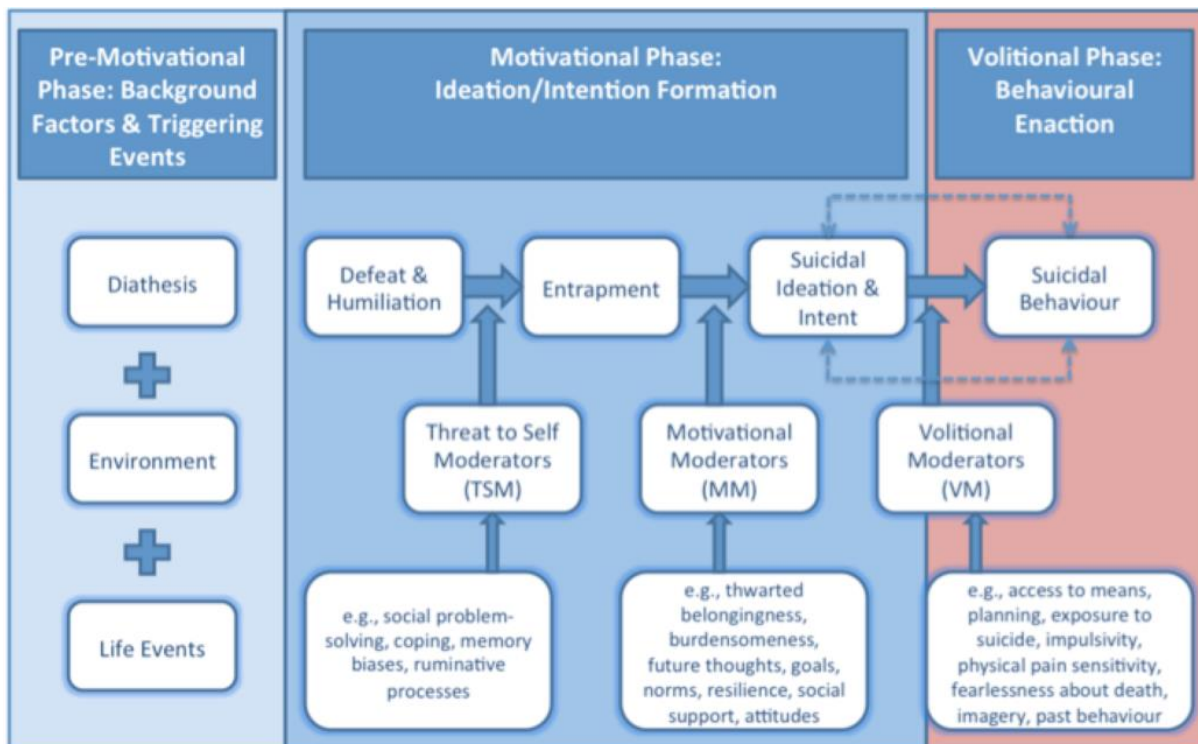 Pre-Motivational
Phase: Background
Factors & Triggering
Events
Motivational Phase:
Ideation/Intention Formation
Volitional Phase:
Behavioural
Enaction
Diathesis
Environment
Life Events
Defeat &
Humiliation
Entrapment
Suicidal
Ideation &
Intent
Suicidal
Behaviour
Threat to Self
Moderators
(TSM)
Motivational
Moderators
(MM)
Volitional
Moderators
(VM)
e.g., social problem-
solving, coping, memory
biases, ruminative
processes
e.g., thwarted
belongingness,
burdensomeness,
future thoughts, goals,
norms, resilience, social
support, attitudes
e.g., access to means,
planning, exposure to
suicide, impulsivity,
physical pain sensitivity,
fearlessness about death,
imagery, past behaviour